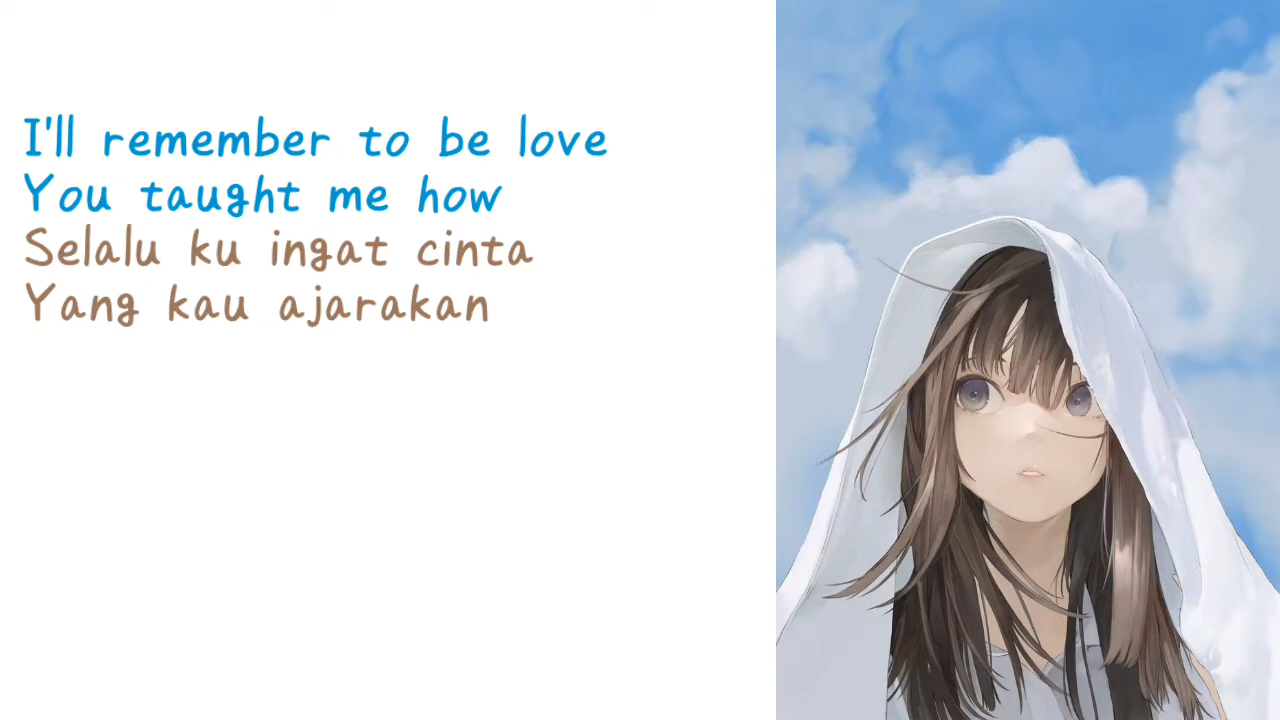 I'll remember to be love
You taught me how
Selalu ku ingat cinta
Yang kau ajarakan